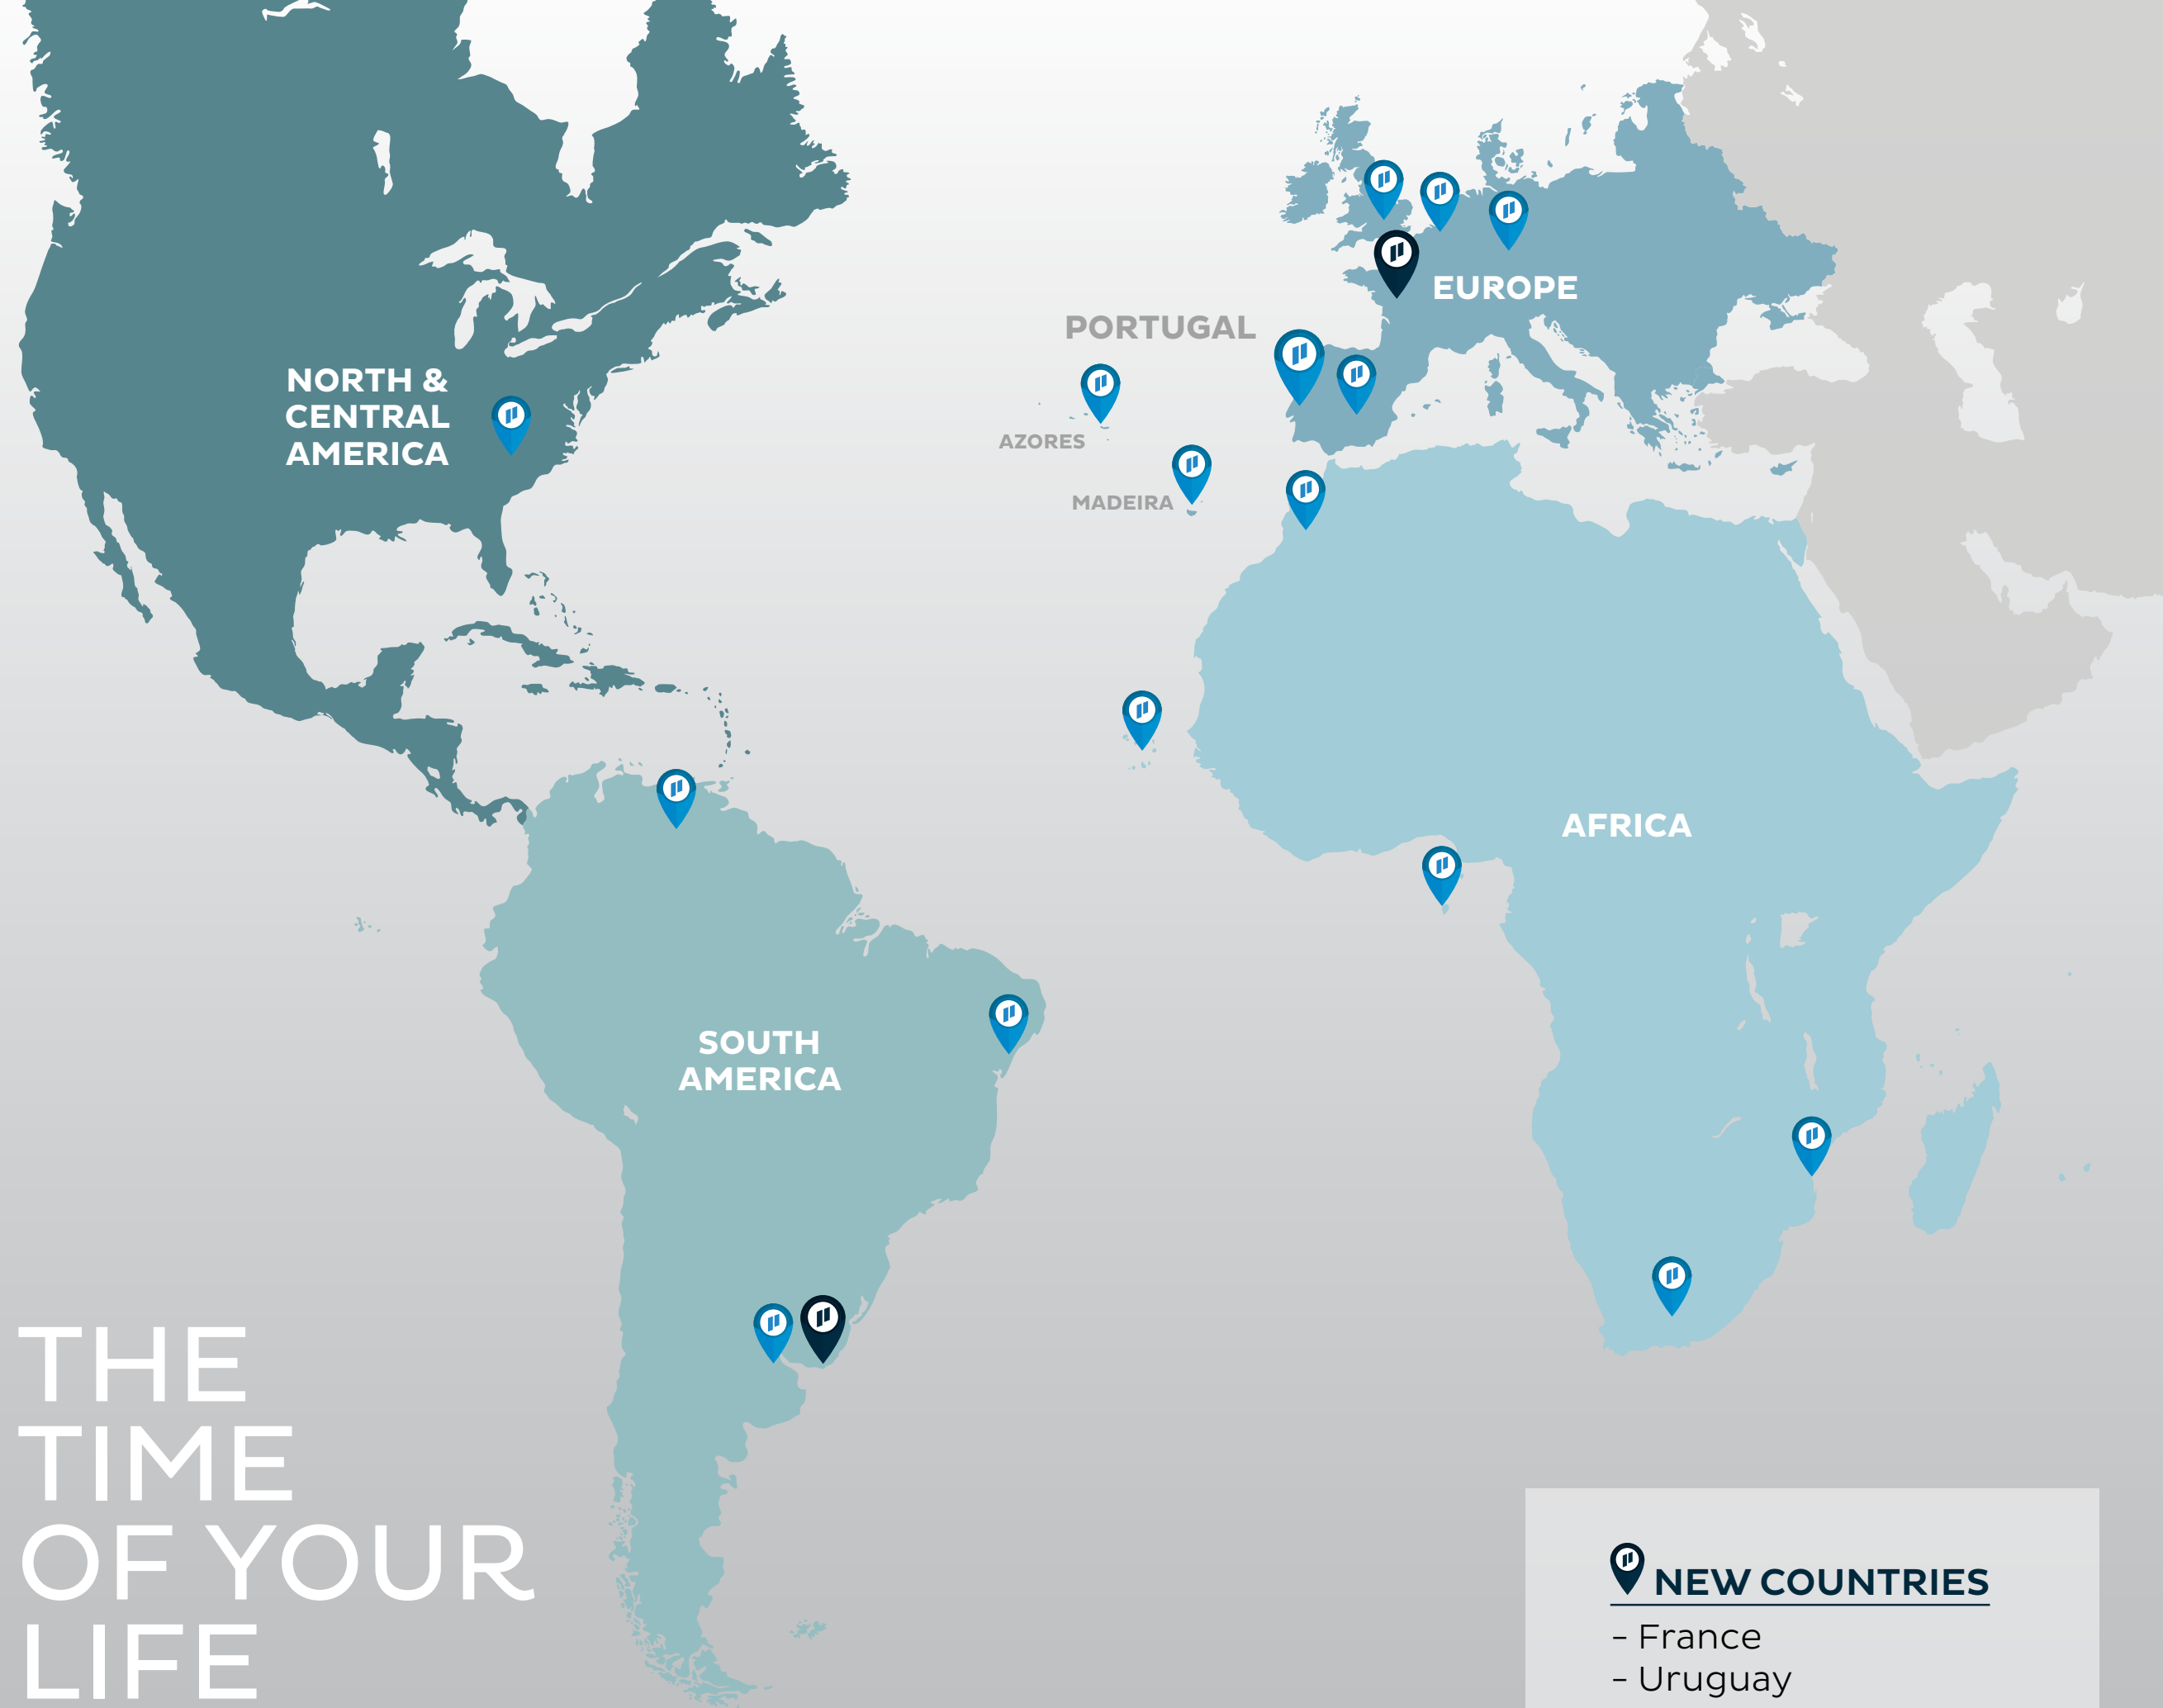 NORTH &
CENTRAL
AMERICA
PORTUGAL
AZORES
MADEIRA
EUROPE
AFRICA
SOUTH
AMERICA
THE
TIME
OF YOUR
LIFE
NEW COUNTRIES
– France
– Uruguay